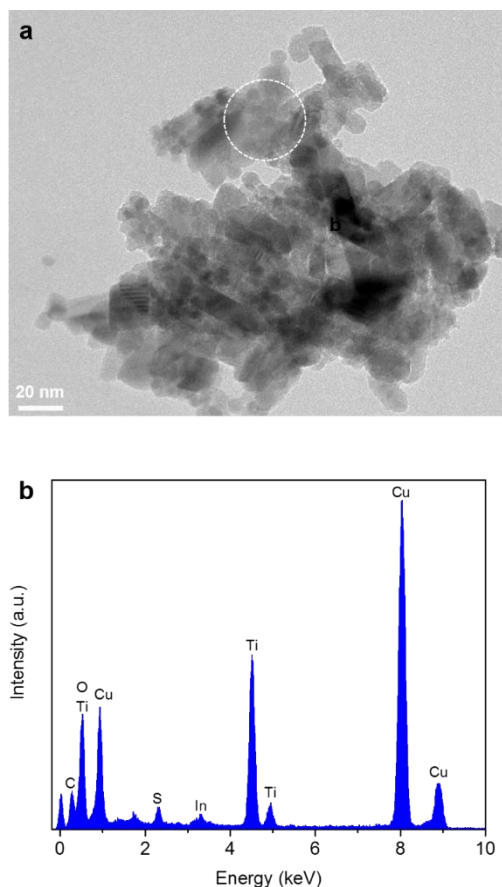 a
b
20 nm
b
Cu
Ti
O
Ti
Cu
C
S
In
Ti
Cu
Intensity (a.u.)
0
2
4
6
8
10
Energy (keV)